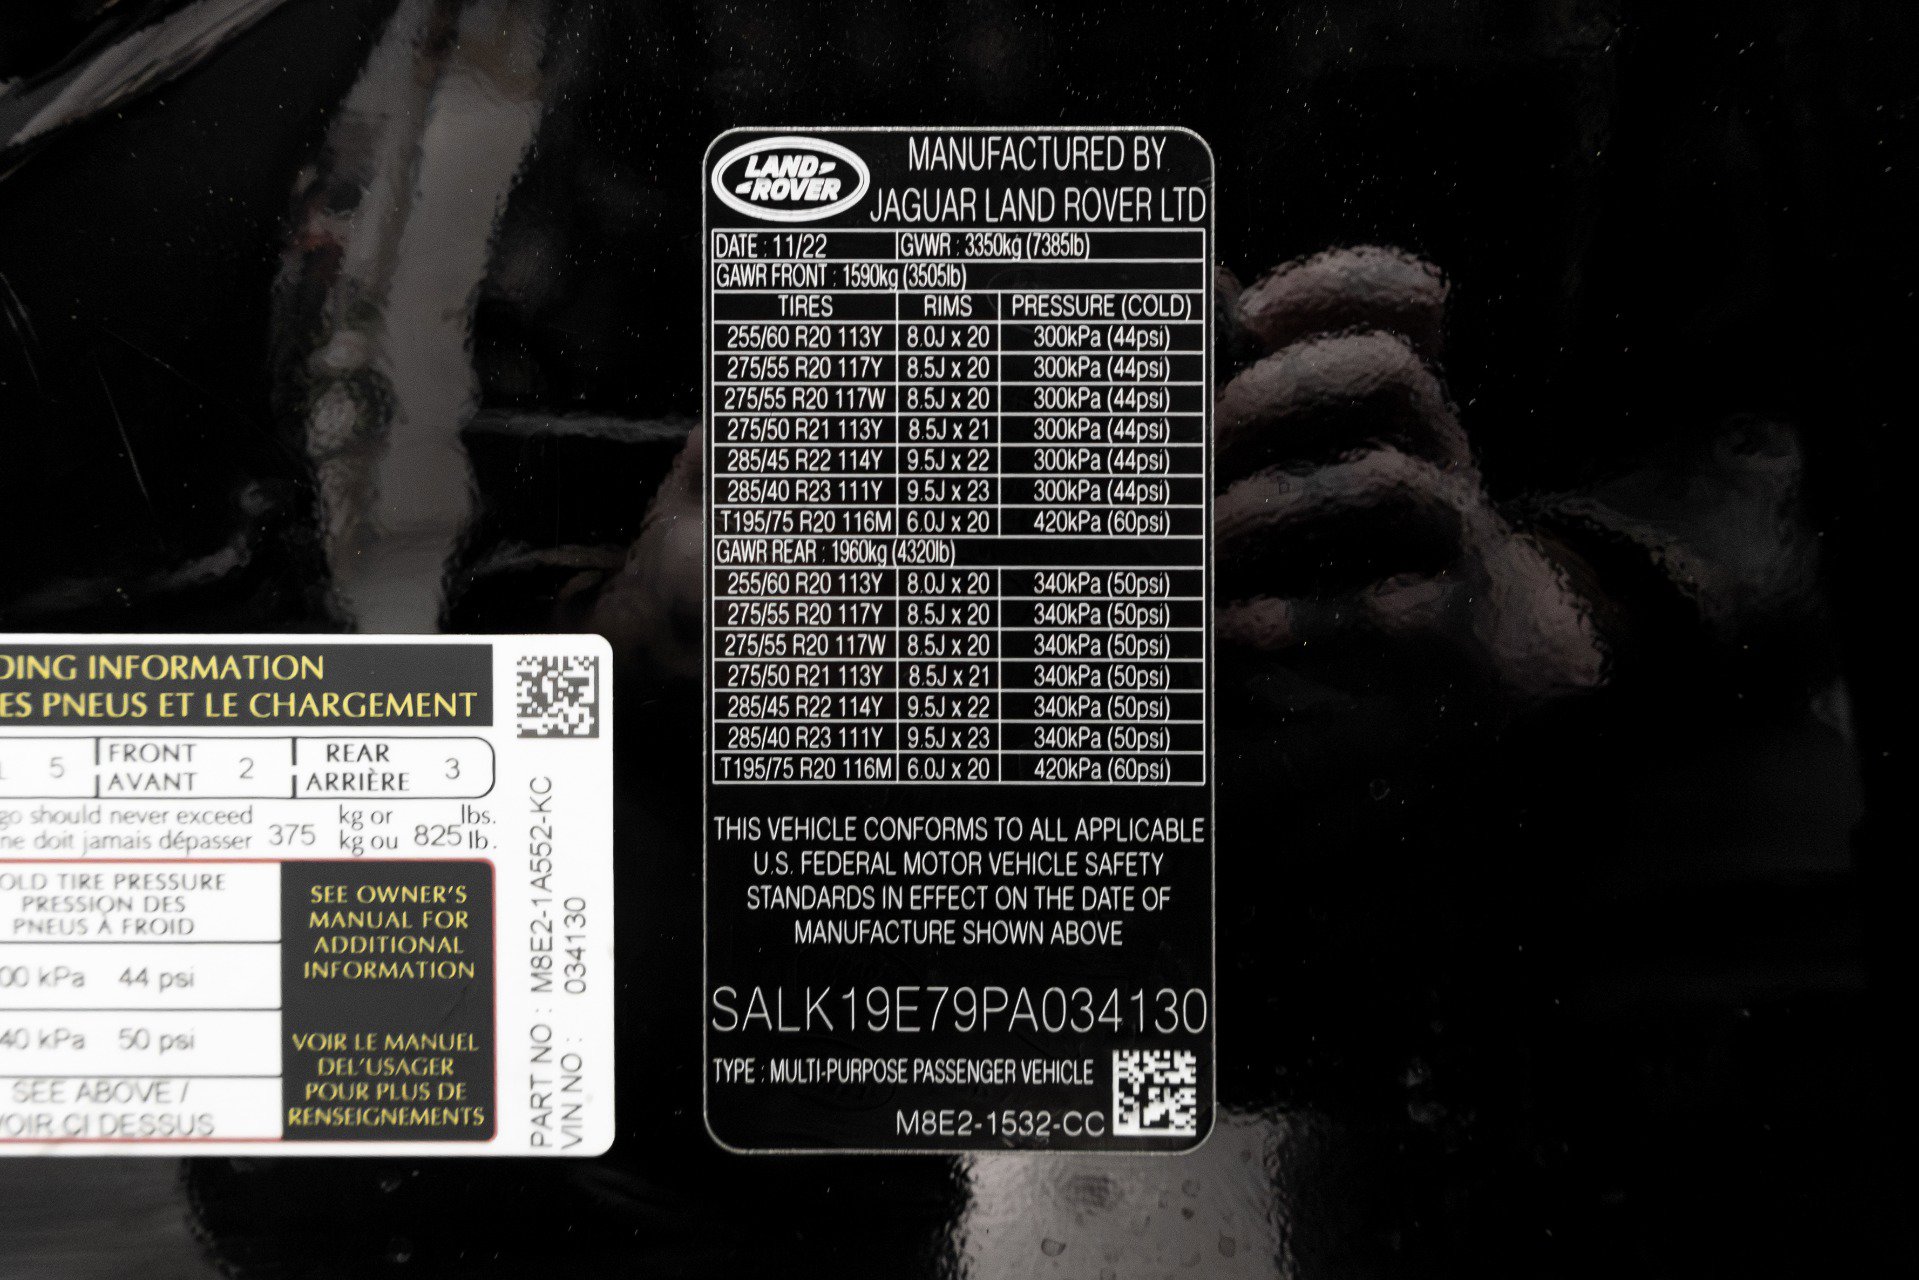 LAND
ROVER
MANUFACTURED BY
JAGUAR LAND ROVER LTD
DATE : 11/22 GVWR : 3350kg (7385lb)
GAWR FRONT : 1590kg (3505lb)
TIRES RIMS PRESSURE (COLD)
255/60 R20 113Y 8.0J x 20 300kPa (44psi)
275/55 R20 117Y 8.5J x 20 300kPa (44psi)
275/55 R20 117W 8.5J x 20 300kPa (44psi)
275/50 R21 113Y 8.5J x 21 300kPa (44psi)
285/45 R22 114Y 9.5J x 22 300kPa (44psi)
285/40 R23 111Y 9.5J x 23 300kPa (44psi)
T195/75 R20 116M 6.0J x 20 420kPa (60psi)
GAWR REAR : 1960kg (4320lb)
255/60 R20 113Y 8.0J x 20 340kPa (50psi)
275/55 R20 117Y 8.5J x 20 340kPa (50psi)
275/55 R20 117W 8.5J x 20 340kPa (50psi)
275/50 R21 113Y 8.5J x 21 340kPa (50psi)
285/45 R22 114Y 9.5J x 22 340kPa (50psi)
285/40 R23 111Y 9.5J x 23 340kPa (50psi)
T195/75 R20 116M 6.0J x 20 420kPa (60psi)
THIS VEHICLE CONFORMS TO ALL APPLICABLE
U.S. FEDERAL MOTOR VEHICLE SAFETY
STANDARDS IN EFFECT ON THE DATE OF
MANUFACTURE SHOWN ABOVE
SALK19E79PA034130
TYPE : MULTI-PURPOSE PASSENGER VEHICLE
M8E2-1532-CC
DING INFORMATION
ES PNEUS ET LE CHARGEMENT
L 5 FRONT 2 REAR 3
AVANT ARRIÈRE
go should never exceed 375 kg or 825 lbs.
ne doit jamais dépasser kg ou lb.
OLD TIRE PRESSURE
PRESSION DES
PNEUS À FROID
00 kPa 44 psi
40 kPa 50 psi
SEE ABOVE /
VOIR CI DESSUS
SEE OWNER'S
MANUAL FOR
ADDITIONAL
INFORMATION
VOIR LE MANUEL
DEL'USAGER
POUR PLUS DE
RENSEIGNEMENTS
PART NO : M8E2-1A552-KC
VIN NO : 034130